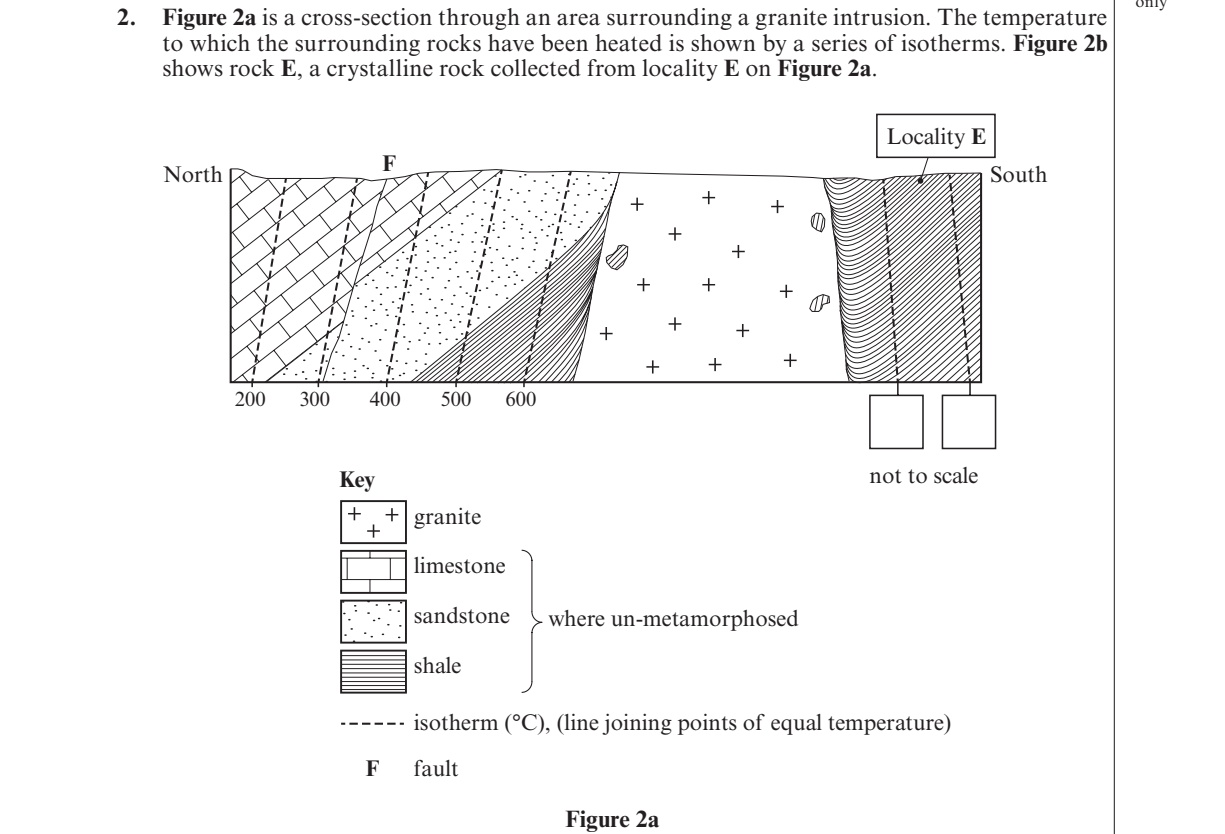 only
2. Figure 2a is a cross-section through an area surrounding a granite intrusion. The temperature
to which the surrounding rocks have been heated is shown by a series of isotherms. Figure 2b
shows rock E, a crystalline rock collected from locality E on Figure 2a.
Locality E
North
F
South
200 300 400 500 600
not to scale
Key
granite
limestone
sandstone
where un-metamorphosed
shale
isotherm (°C), (line joining points of equal temperature)
F fault
Figure 2a